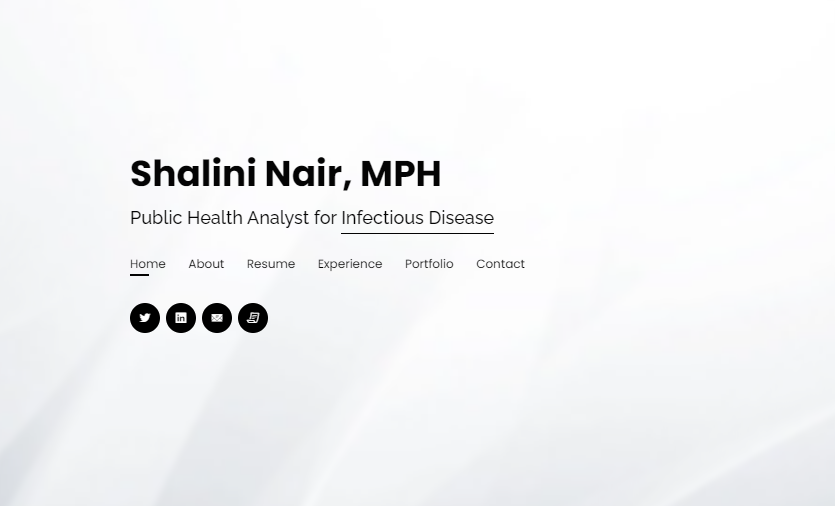 Shalini Nair, MPH
Public Health Analyst for Infectious Disease
Home About Resume Experience Portfolio Contact